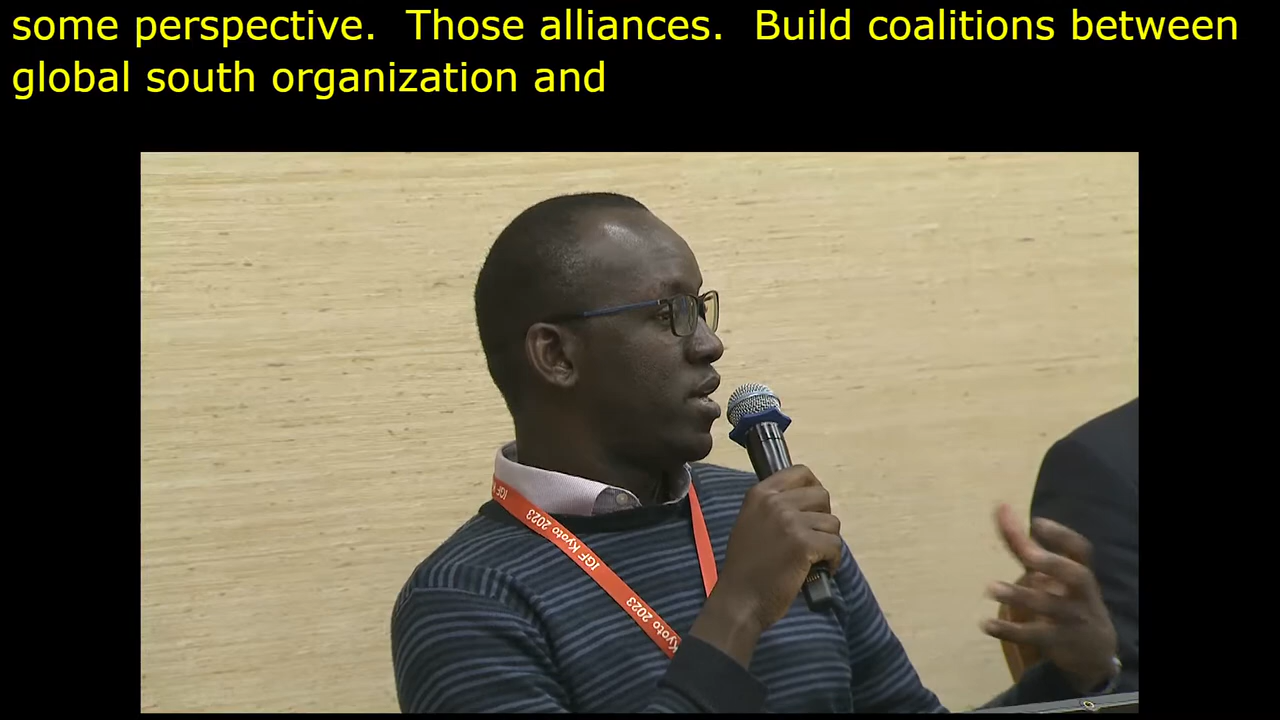 some perspective.  Those alliances.  Build coalitions between
global south organization and
IGF K
IGF Kyoto 2023
Kyoto 2023